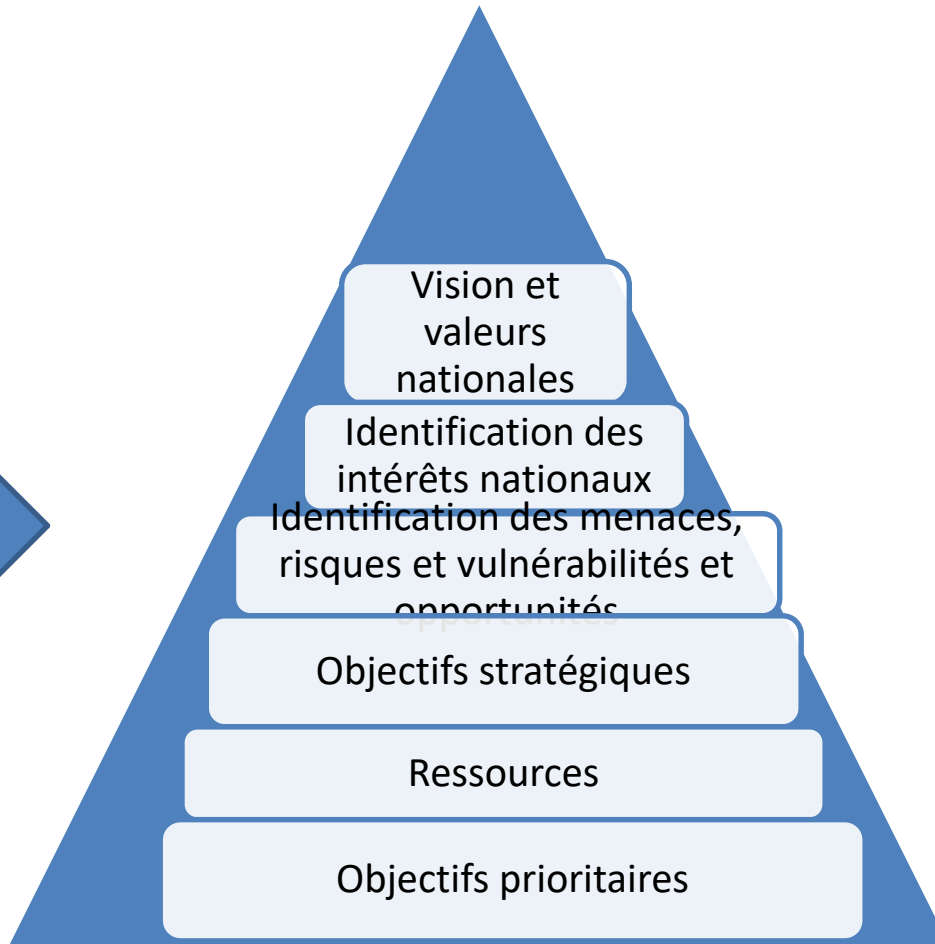 Vision et
valeurs
nationales
Identification des
intérêts nationaux
Identification des menaces,
risques et vulnérabilités et
opportunités
Objectifs stratégiques
Ressources
Objectifs prioritaires